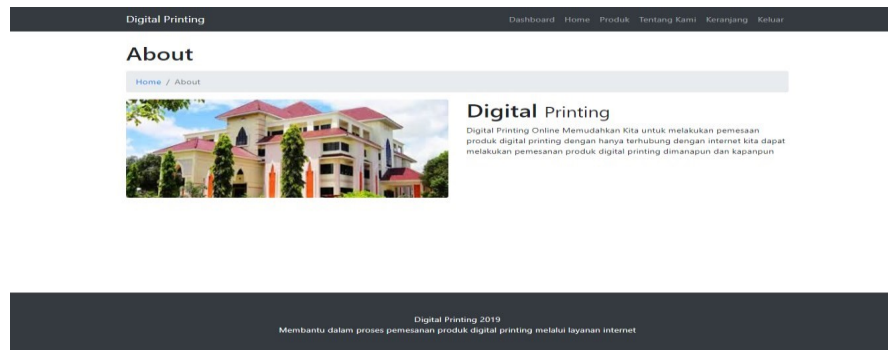 Digital Printing
Dashboard Home Produk Tentang Kami Keranjang Keluar
About
Home / About
Digital Printing
Digital Printing Online Memudahkan Kita untuk melakukan pemesaan
produk digital printing dengan hanya terhubung dengan internet kita dapat
melakukan pemesanan produk digital printing dimanapun dan kapanpun
Digital Printing 2019
Membantu dalam proses pemesanan produk digital printing melalui layanan internet